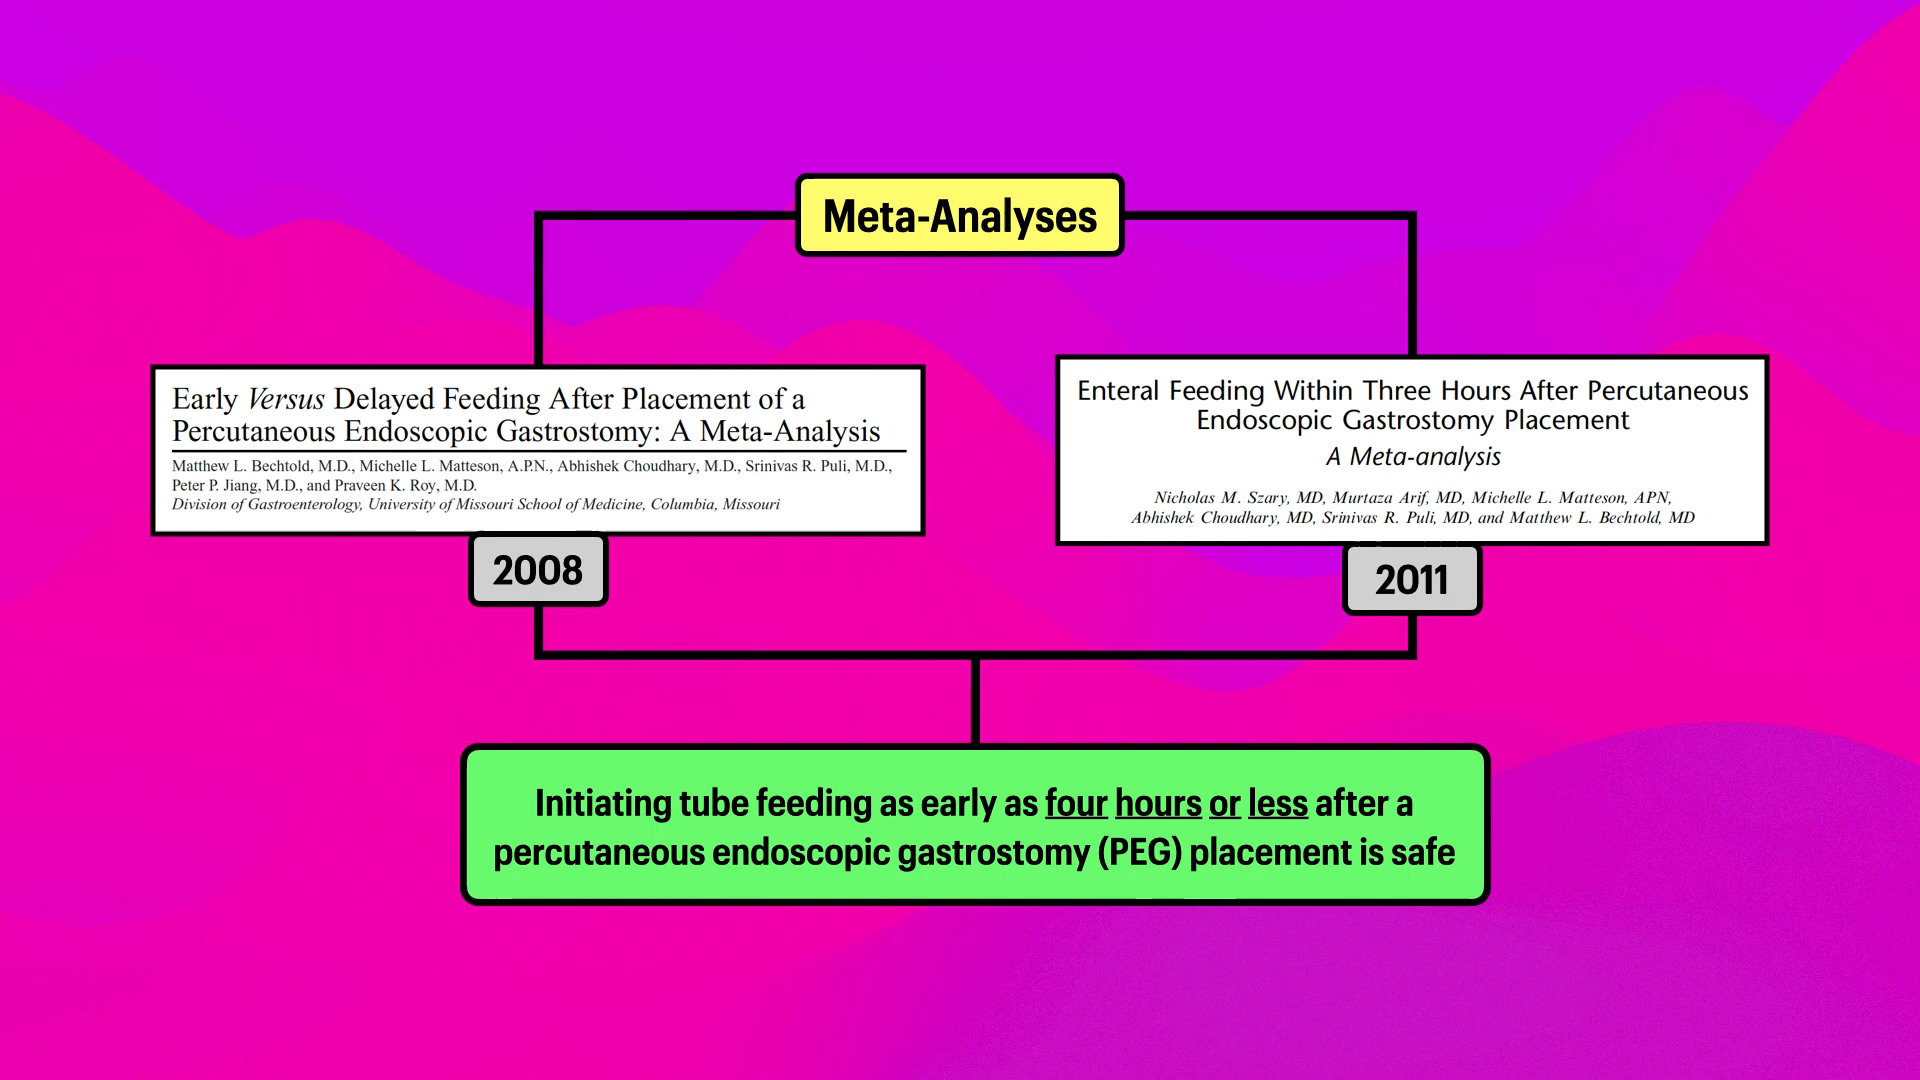 Meta-Analyses
Early Versus Delayed Feeding After Placement of a
Percutaneous Endoscopic Gastrostomy: A Meta-Analysis
Matthew L. Bechtold, M.D., Michelle L. Matteson, A.P.N., Abhishek Choudhary, M.D., Srinivas R. Puli, M.D.,
Peter P. Jiang, M.D., and Praveen K. Roy, M.D.
Division of Gastroenterology, University of Missouri School of Medicine, Columbia, Missouri
2008
Enteral Feeding Within Three Hours After Percutaneous
Endoscopic Gastrostomy Placement
A Meta-analysis
Nicholas M. Szary, MD, Murtaza Arif, MD, Michelle L. Matteson, APN,
Abhishek Choudhary, MD, Srinivas R. Puli, MD, and Matthew L. Bechtold, MD
2011
Initiating tube feeding as early as four hours or less after a
percutaneous endoscopic gastrostomy (PEG) placement is safe